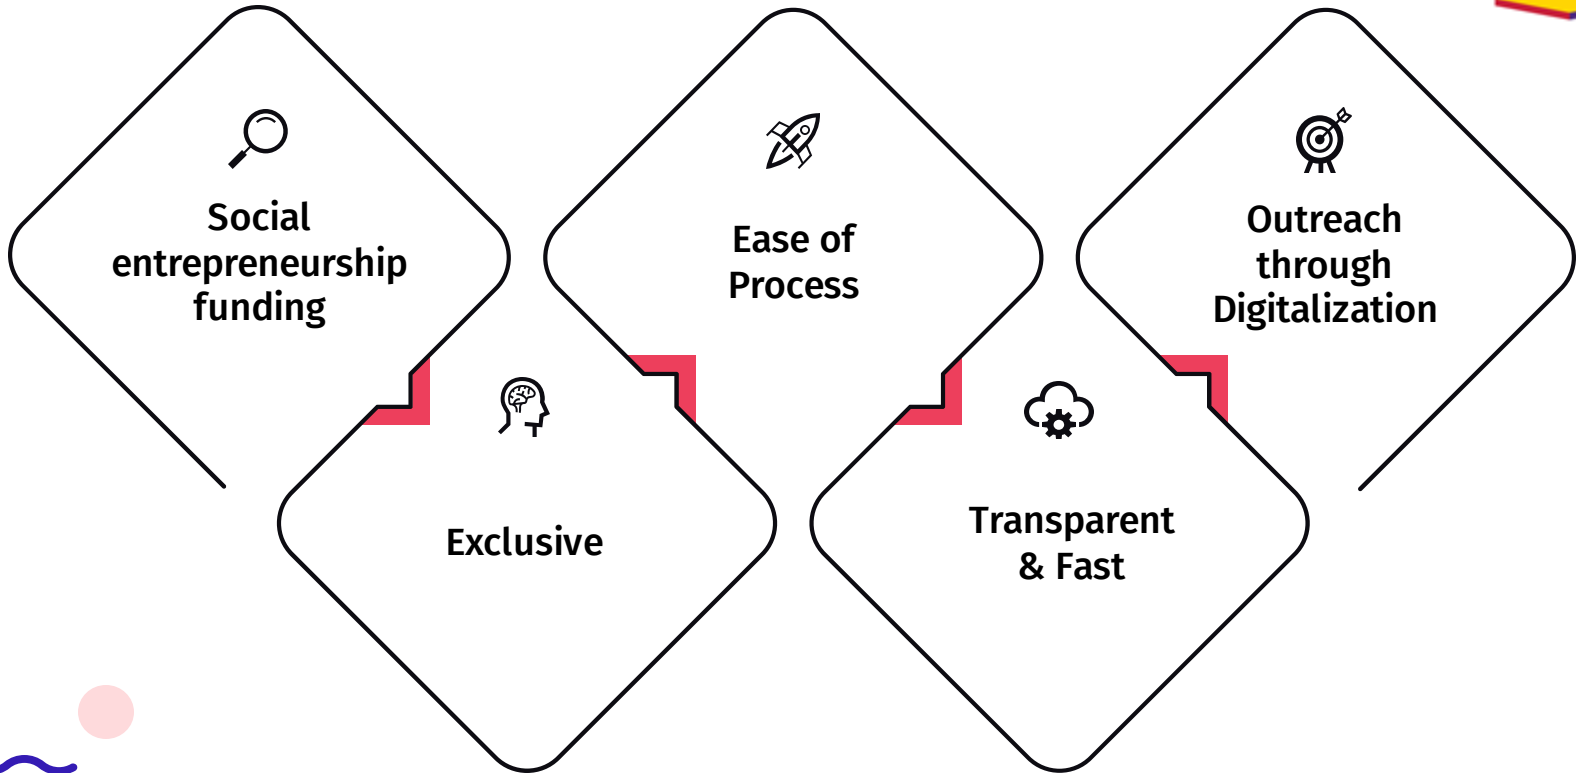 Social
entrepreneurship
funding
Exclusive
Ease of
Process
Transparent
& Fast
Outreach
through
Digitalization